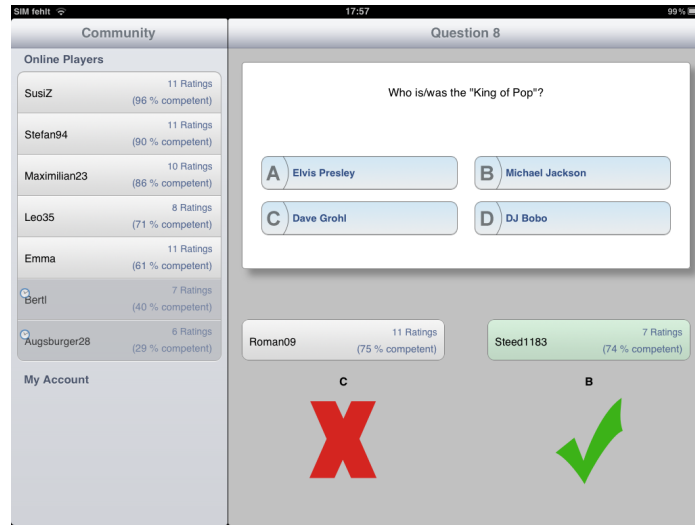 SIM fehlt 17:57 99 %
Community
Question 8
Online Players
SusiZ
11 Ratings
(96 % competent)
Stefan94
11 Ratings
(90 % competent)
Maximilian23
10 Ratings
(86 % competent)
Leo35
8 Ratings
(71 % competent)
Emma
11 Ratings
(61 % competent)
Bertl
7 Ratings
(40 % competent)
Augsburger28
6 Ratings
(29 % competent)
My Account
Who is/was the "King of Pop"?
A Elvis Presley
B Michael Jackson
C Dave Grohl
D DJ Bobo
Roman09
11 Ratings
(75 % competent)
C
Steed1183
7 Ratings
(74 % competent)
B